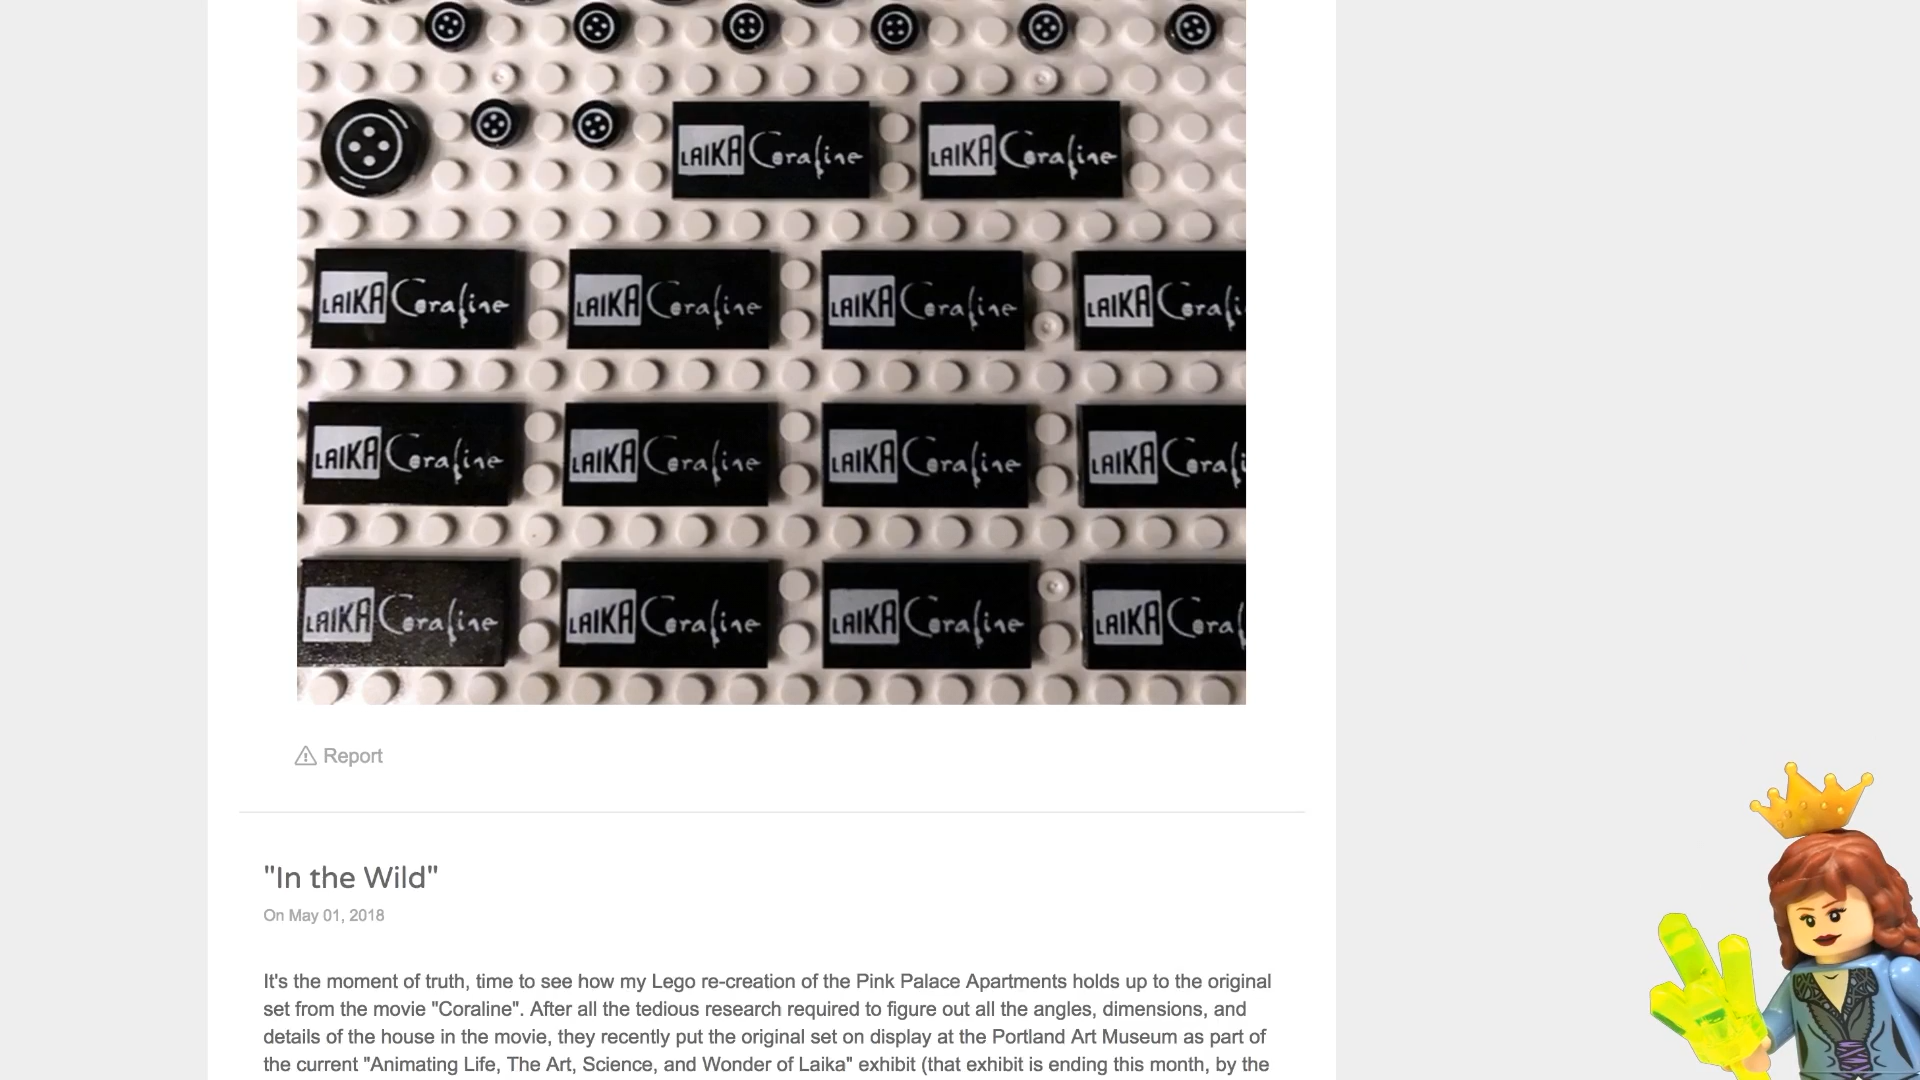 LAIKA Coraline LAIKA Coraline
LAIKA Coraline LAIKA Coraline LAIKA Coraline LAIKA Corali
LAIKA Coraline LAIKA Coraline LAIKA Coraline LAIKA Corali
LAIKA Coraline LAIKA Coraline LAIKA Coraline LAIKA Coral
Report
"In the Wild"
On May 01, 2018
It's the moment of truth, time to see how my Lego re-creation of the Pink Palace Apartments holds up to the original
set from the movie "Coraline". After all the tedious research required to figure out all the angles, dimensions, and
details of the house in the movie, they recently put the original set on display at the Portland Art Museum as part of
the current "Animating Life, The Art, Science, and Wonder of Laika" exhibit (that exhibit is ending this month, by the